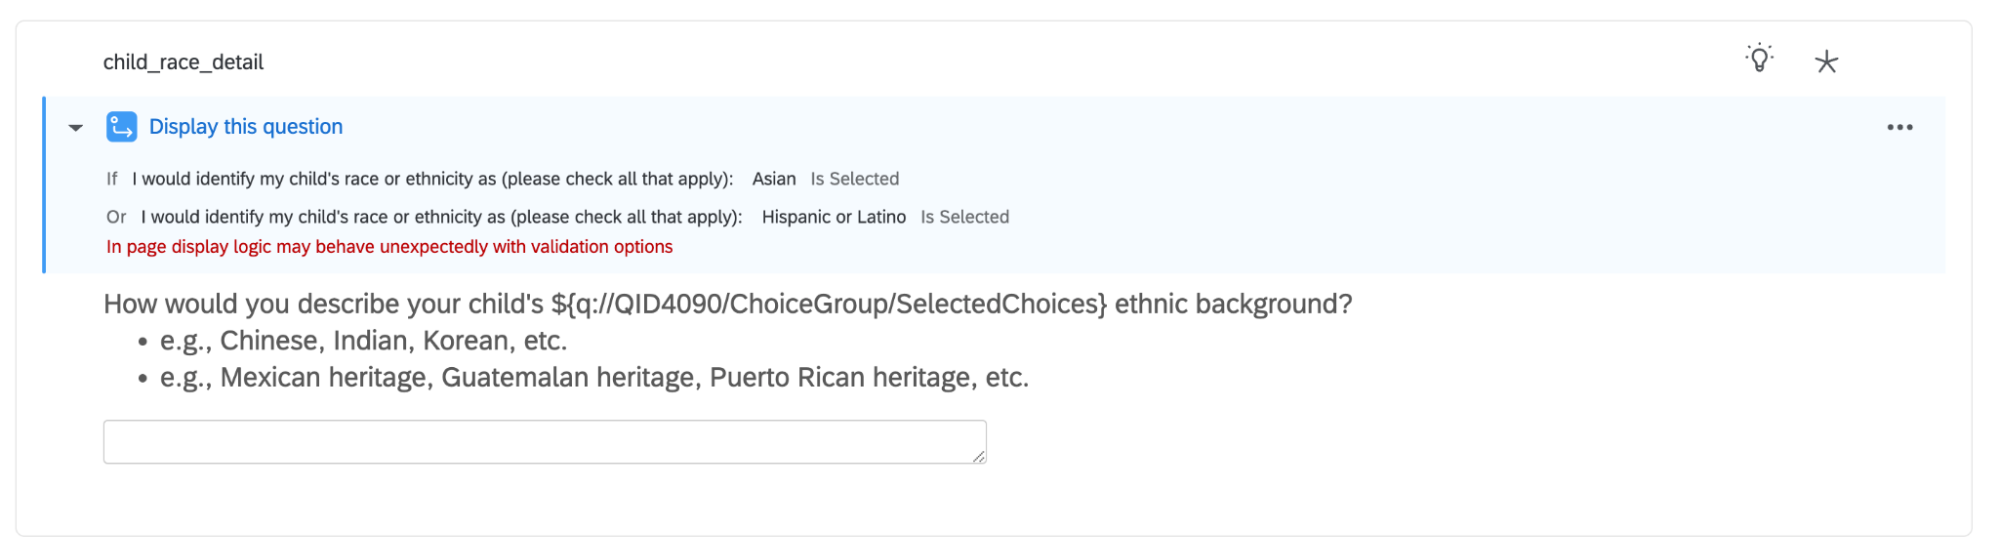 child_race_detail
Display this question
If I would identify my child's race or ethnicity as (please check all that apply): Asian Is Selected
Or I would identify my child's race or ethnicity as (please check all that apply): Hispanic or Latino Is Selected
In page display logic may behave unexpectedly with validation options
How would you describe your child's ${q://QID4090/ChoiceGroup/SelectedChoices} ethnic background?
• e.g., Chinese, Indian, Korean, etc.
• e.g., Mexican heritage, Guatemalan heritage, Puerto Rican heritage, etc.